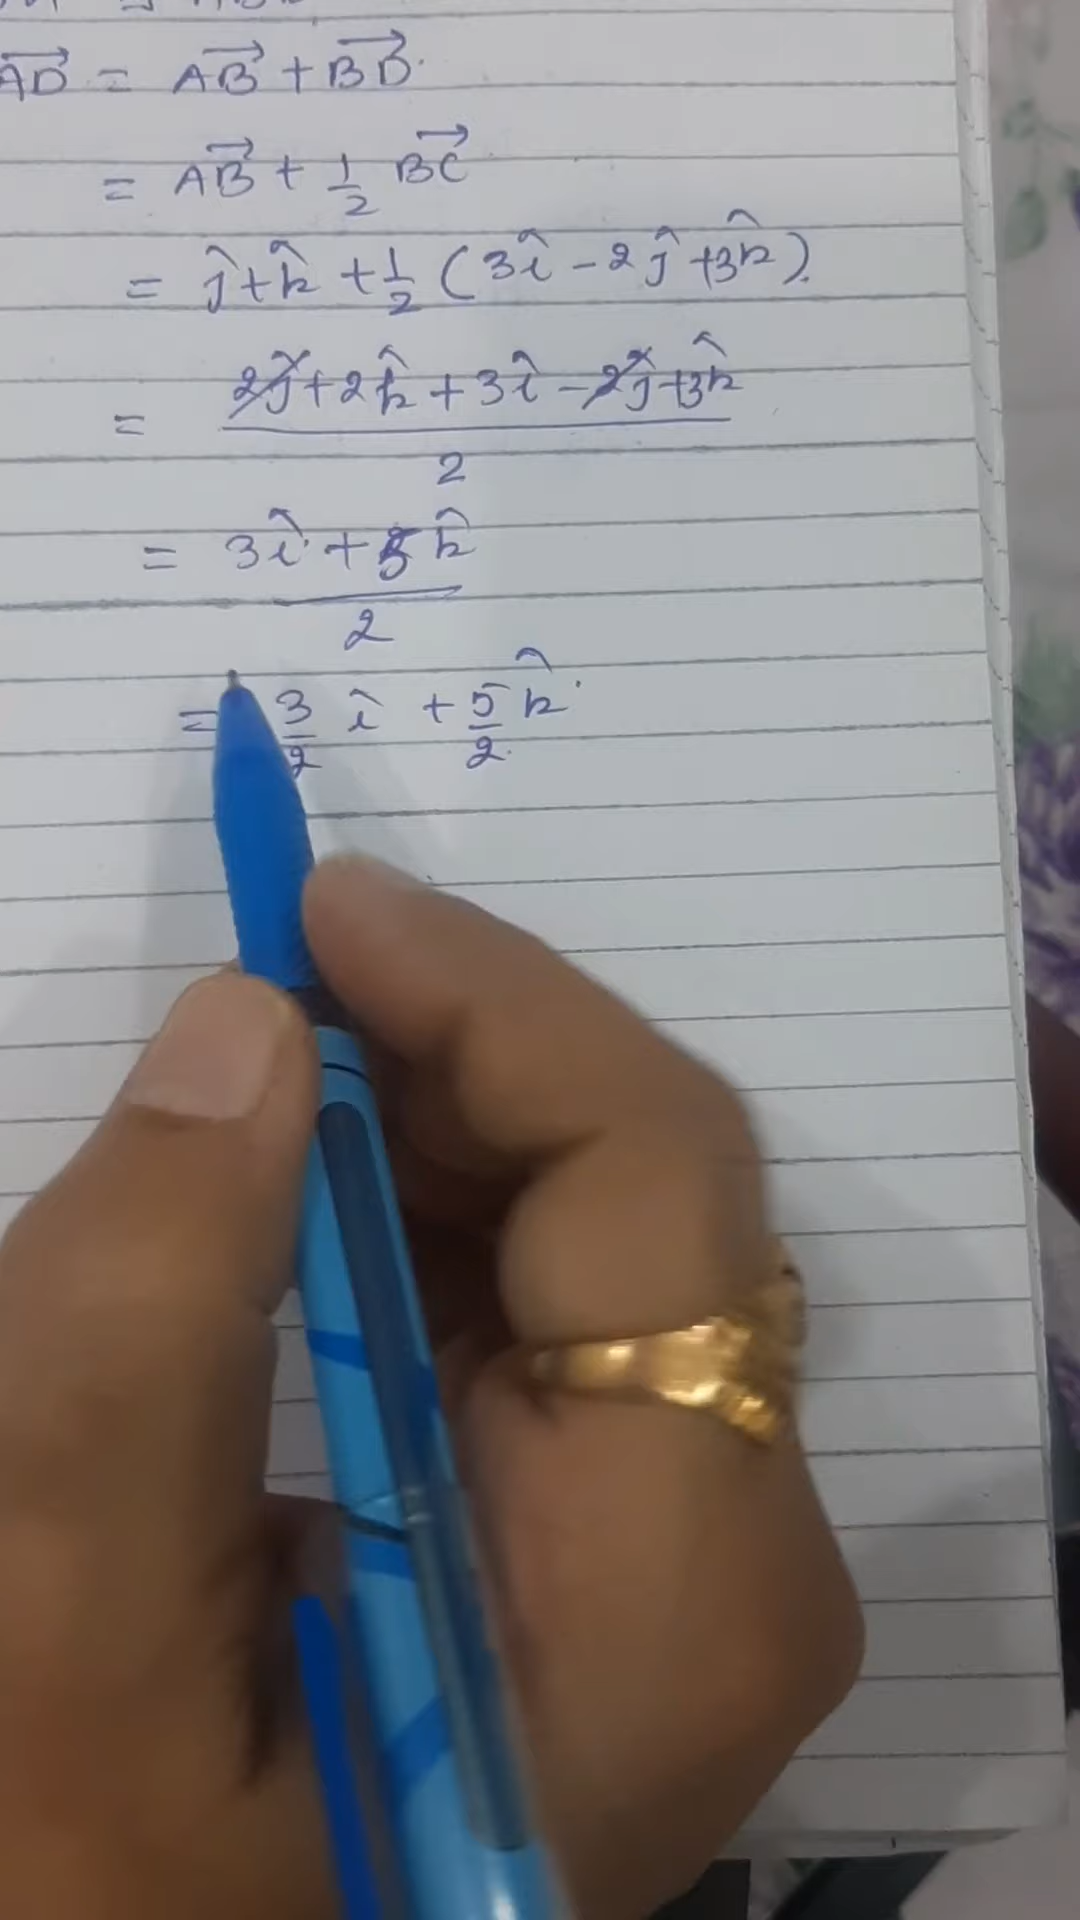 AD⃗ = AB⃗ + BD⃗.
= AB⃗ + 1/2 BC⃗
= ĵ + k̂ + 1/2 ( 3î - 2ĵ + 3k̂ ).
= (2ĵ + 2k̂ + 3î - 2ĵ + 3k̂)/2
= (3î + 5k̂)/2
= 3/2 î + 5/2 k̂.